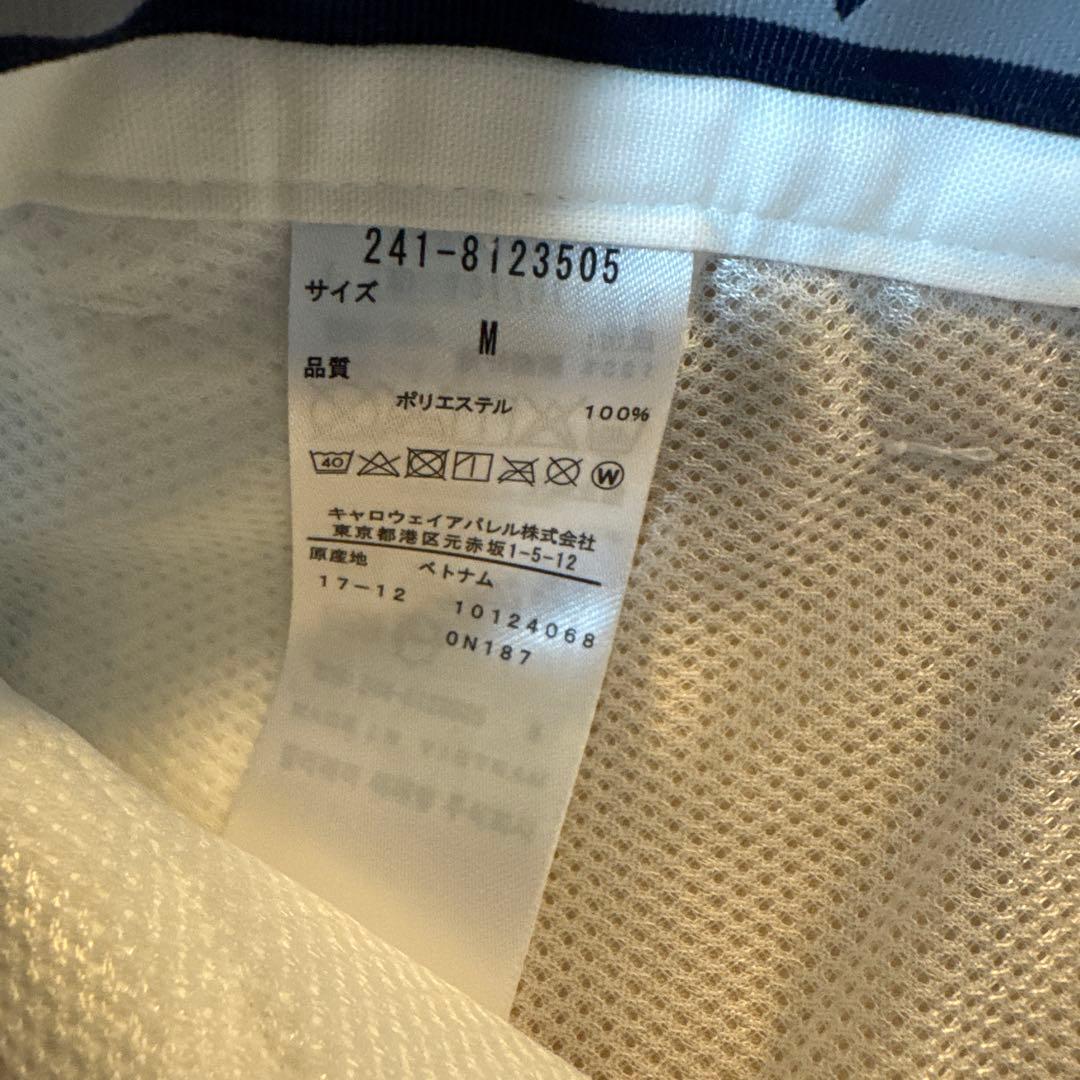 241-8123505
サイズ
M
品質
ポリエステル 100%
40 W
キャロウェイアパレル株式会社
東京都港区元赤坂1-5-12
原産地 ベトナム
17-12 10124068
0N187